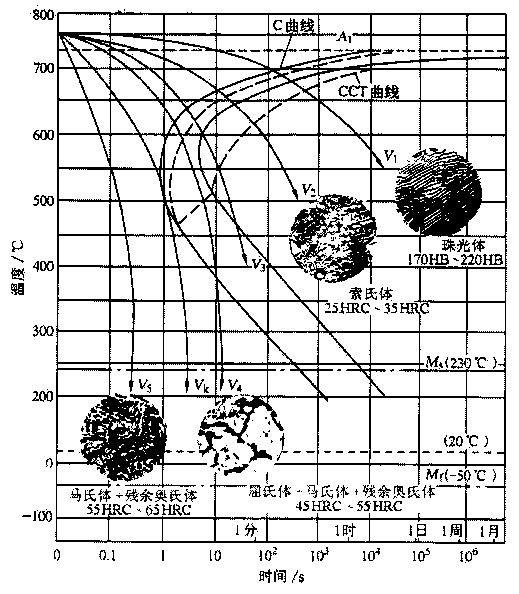 800
C曲线
A₁
700
CCT曲线
600
V₁
V₂
500
珠光体
170HB~220HB
温度/℃
400
V₃
索氏体
25HRC~35HRC
300
(230℃)
V₅
Vₖ
V₄
200
(20℃)
0
(-50℃)
马氏体+残余奥氏体
55HRC~65HRC
屈氏体-马氏体+残余奥氏体
45HRC~55HRC
-100
1分
1时
1日
1周
1月
0
0.1
1
10
10²
10³
10⁴
10⁵
10⁶
时间/s